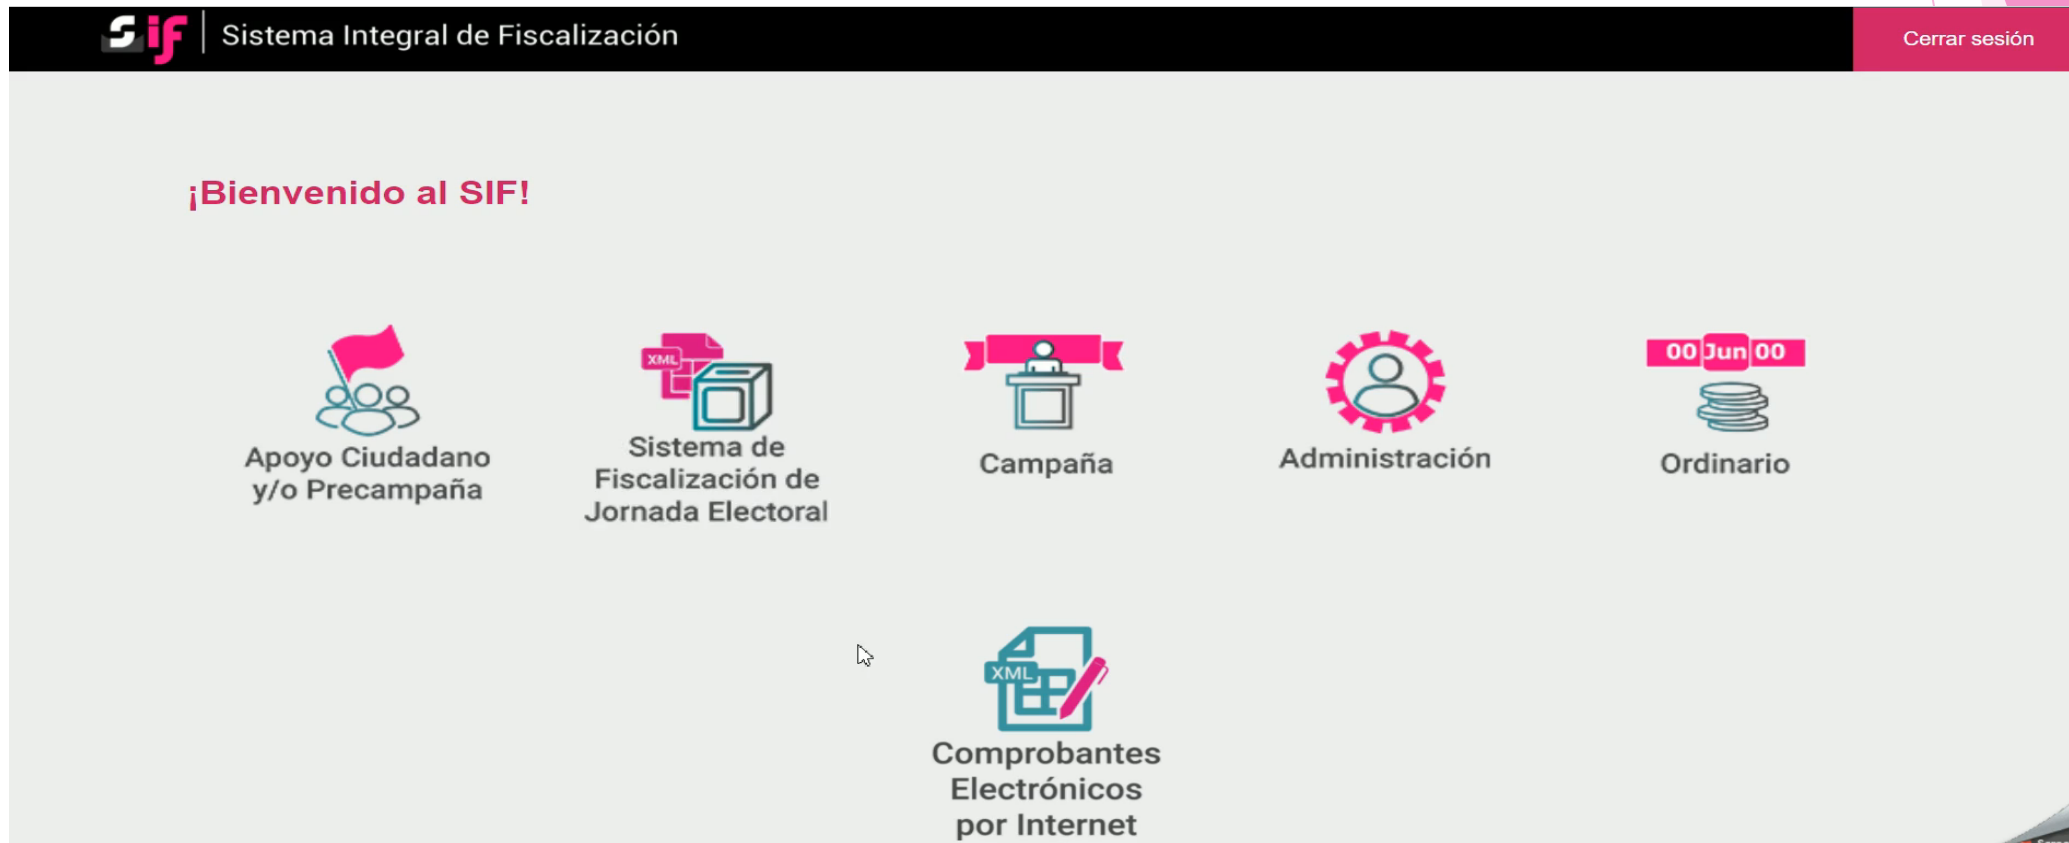 sif Sistema Integral de Fiscalización
Cerrar sesión
¡Bienvenido al SIF!
Apoyo Ciudadano
y/o Precampaña
XML
Sistema de
Fiscalización de
Jornada Electoral
Campaña
Administración
00 Jun 00
Ordinario
XML
Comprobantes
Electrónicos
por Internet